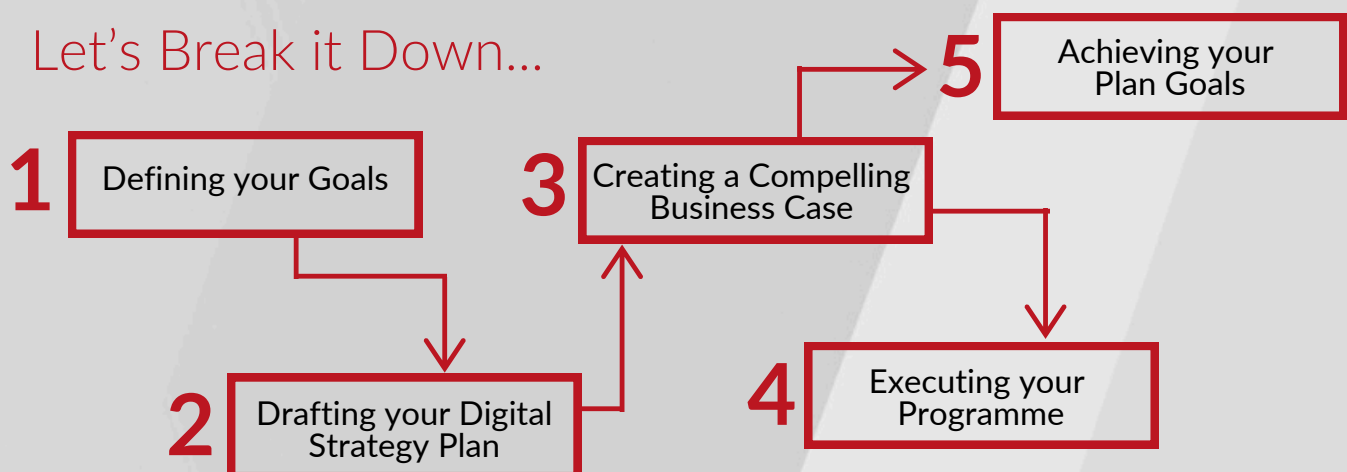 Let’s Break it Down...
1
Defining your Goals
2
Drafting your Digital
Strategy Plan
3
Creating a Compelling
Business Case
4
Executing your
Programme
5
Achieving your
Plan Goals